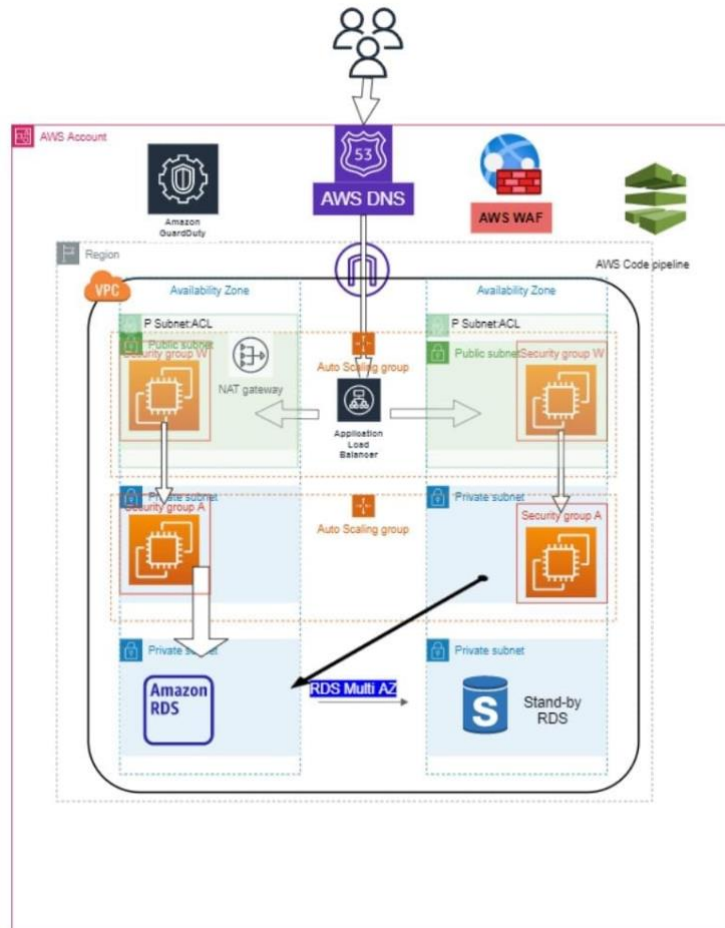 AWS Account
53
AWS DNS
Amazon
GuardDuty
AWS WAF
Region
AWS Code pipeline
VPC
Availability Zone
Availability Zone
P Subnet:ACL
P Subnet:ACL
Public subnet
Security group W
NAT gateway
Auto Scaling group
Public subnet
Security group W
Application
Load
Balancer
Private subnet
Security group A
Auto Scaling group
Private subnet
Security group A
Private subnet
Private subnet
Amazon
RDS
RDS Multi AZ
S
Stand-by
RDS